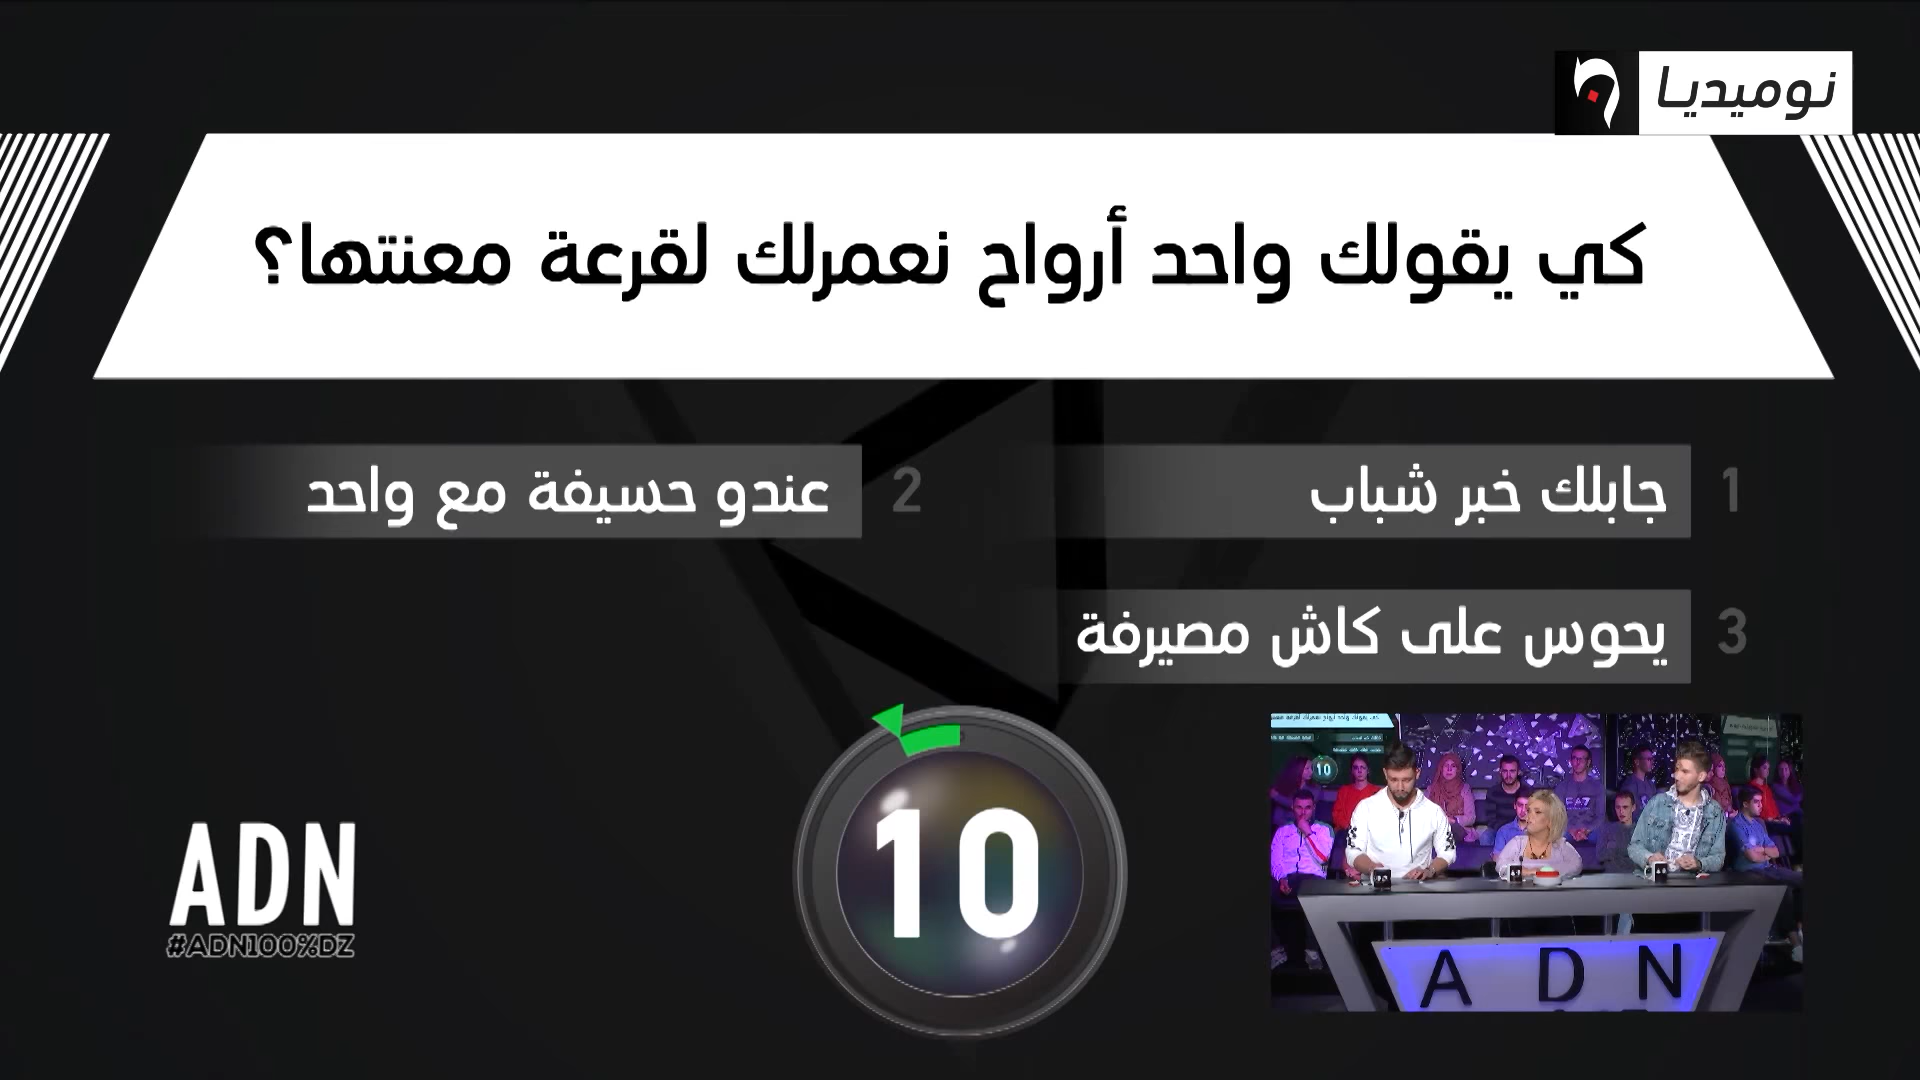 نوميديا
كي يقولك واحد أرواح نعمرلك لقرعة معنتها؟
1 جابلك خبر شباب
2 عندو حسيفة مع واحد
3 يحوس على كاش مصيرفة
10
ADN
#ADN100%DZ
10
A D N